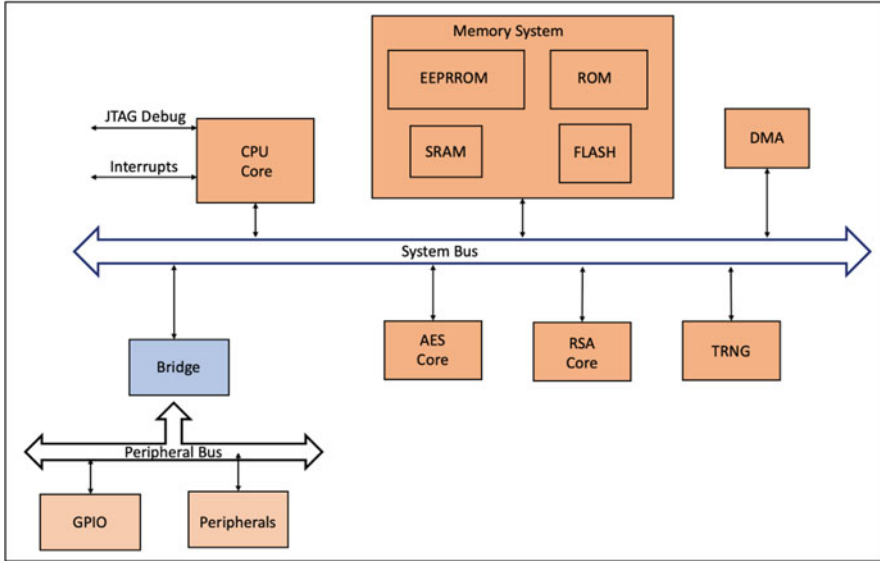 Memory System
EEPRROM
ROM
SRAM
FLASH
JTAG Debug
Interrupts
CPU
Core
DMA
System Bus
AES
Core
RSA
Core
TRNG
Bridge
Peripheral Bus
GPIO
Peripherals